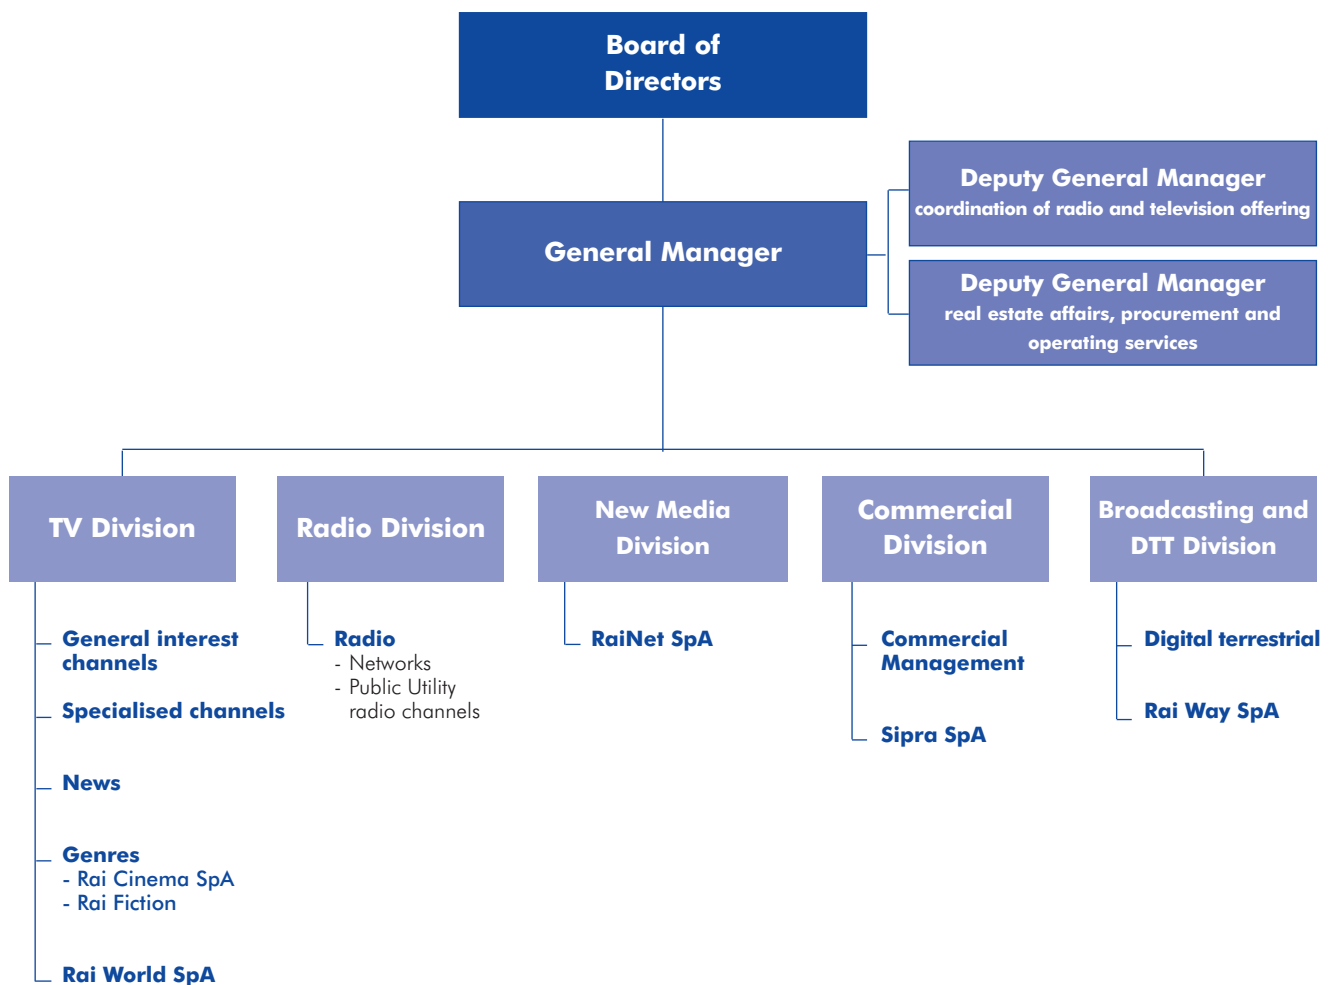 Board of
Directors
General Manager
Deputy General Manager
coordination of radio and television offering
Deputy General Manager
real estate affairs, procurement and
operating services
TV Division
General interest
channels
Specialised channels
News
Genres
- Rai Cinema SpA
- Rai Fiction
Rai World SpA
Radio Division
Radio
- Networks
- Public Utility
radio channels
New Media
Division
RaiNet SpA
Commercial
Division
Commercial
Management
Sipra SpA
Broadcasting and
DTT Division
Digital terrestrial
Rai Way SpA